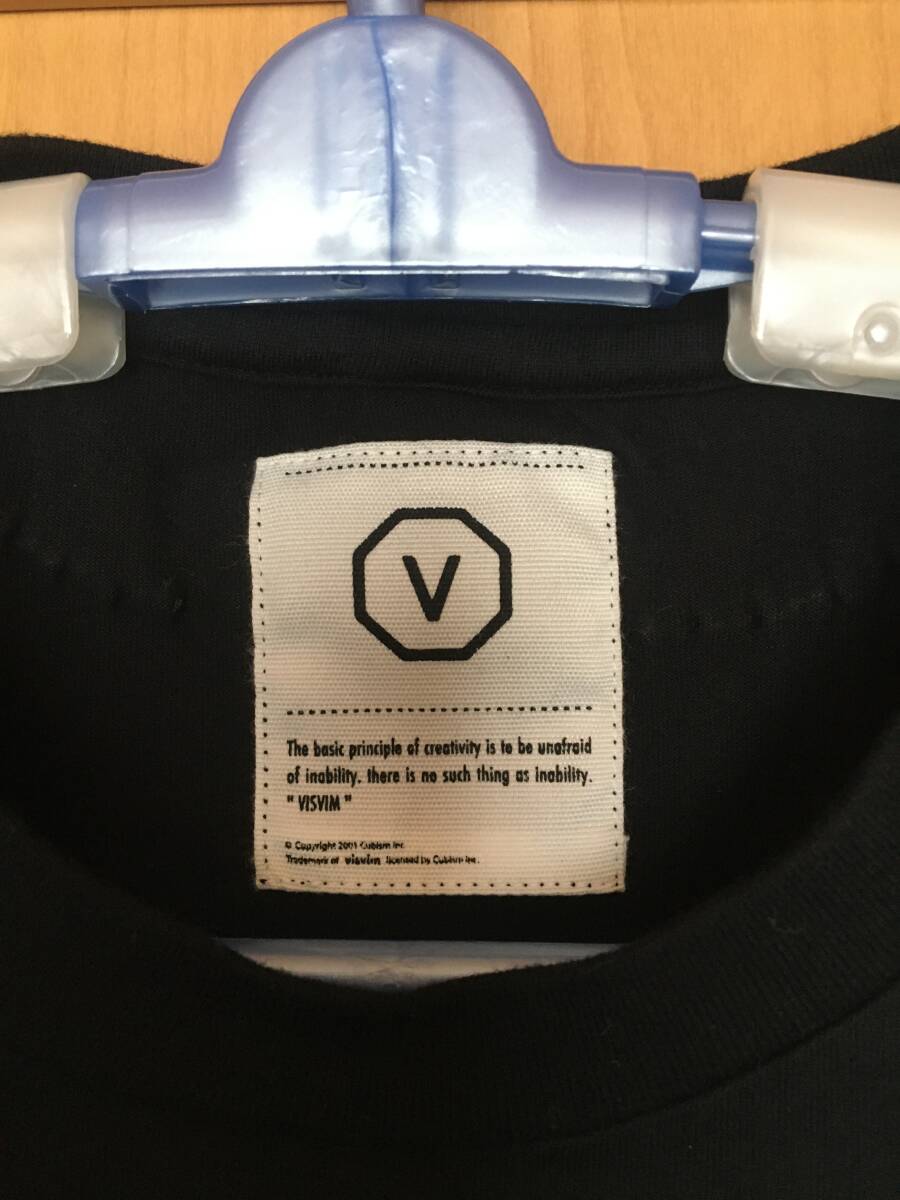 V
The basic principle of creativity is to be unafraid
of inability. there is no such thing as inability.
" VISVIM "
© Copyright 2001 Cubism Inc.
Trademark of visvim licensed by Cubism Inc.